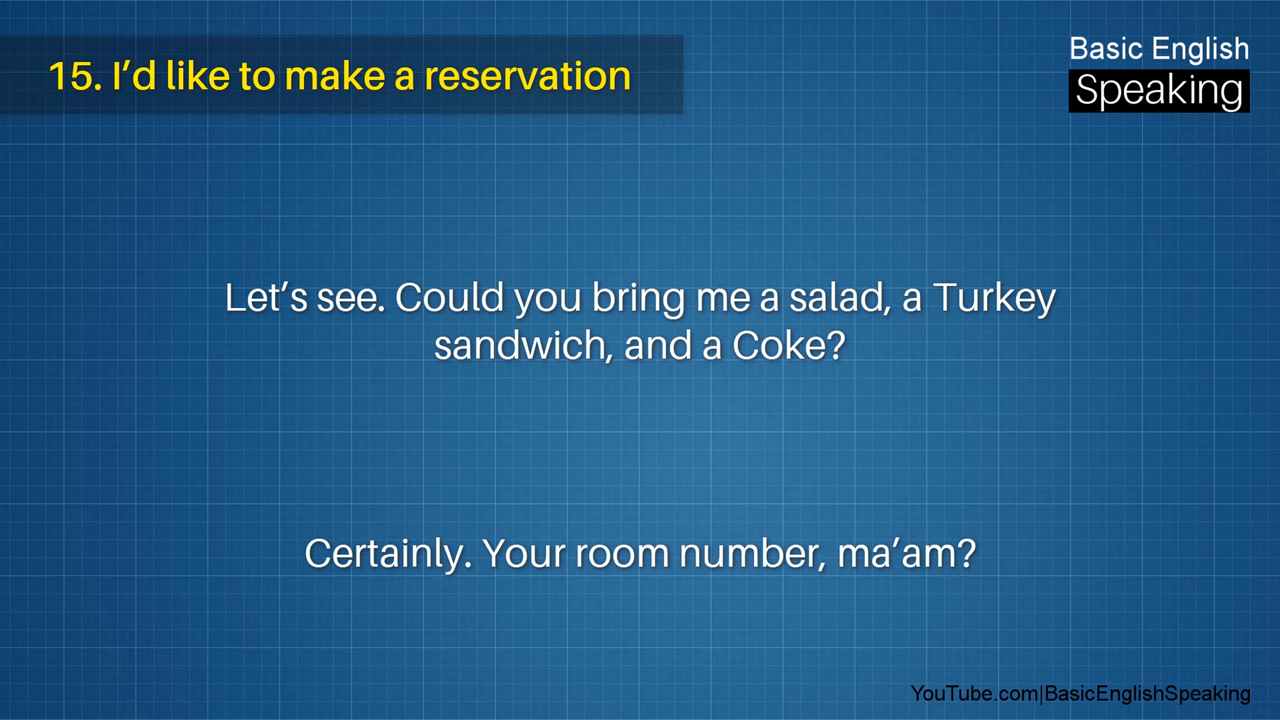 15. I’d like to make a reservation
Basic English
Speaking
Let’s see. Could you bring me a salad, a Turkey
sandwich, and a Coke?
Certainly. Your room number, ma’am?
YouTube.com|BasicEnglishSpeaking